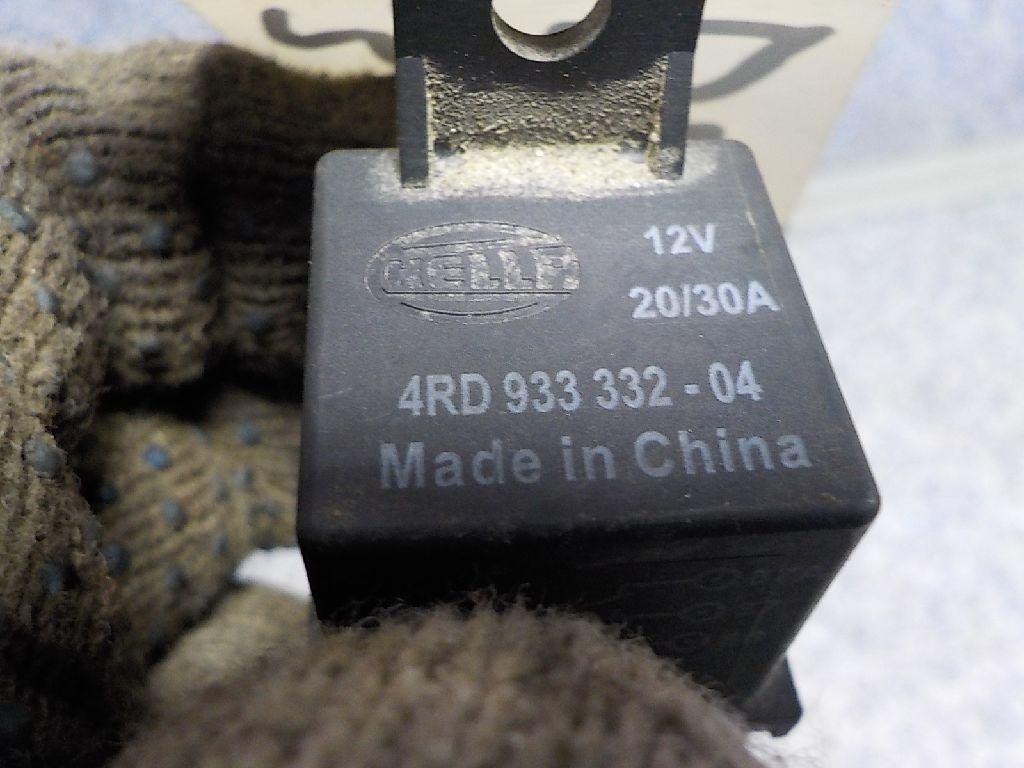 HELLA
12V
20/30A
4RD 933 332 - 04
Made in China